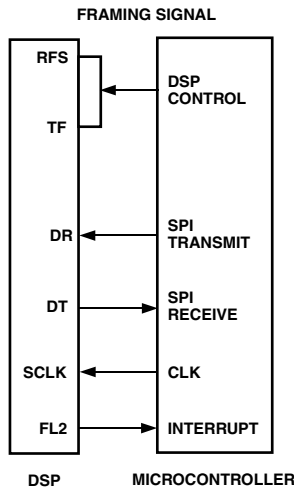 FRAMING SIGNAL
RFS
DSP
CONTROL
TF
DR
SPI
TRANSMIT
DT
SPI
RECEIVE
SCLK
CLK
FL2
INTERRUPT
DSP
MICROCONTROLLER